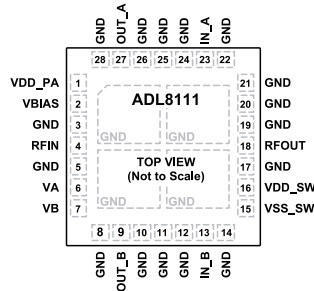 GND
OUT_A
GND
GND
GND
IN_A
GND
28 27 26 25 24 23 22
VDD_PA 1
VBIAS 2
GND 3
RFIN 4
GND 5
VA 6
VB 7
ADL8111
GND GND
TOP VIEW
(Not to Scale)
GND GND
21 GND
20 GND
19 GND
18 RFOUT
17 GND
16 VDD_SW
15 VSS_SW
8 9 10 11 12 13 14
GND
OUT_B
GND
GND
GND
IN_B
GND